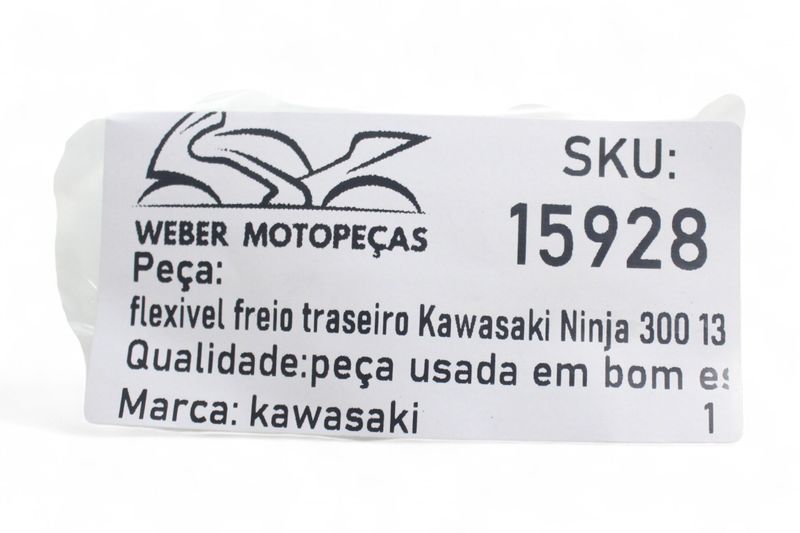 SKU:
15928
WEBER MOTOPEÇAS
Peça:
flexivel freio traseiro Kawasaki Ninja 300 13
Qualidade:peça usada em bom
Marca: kawasaki 1